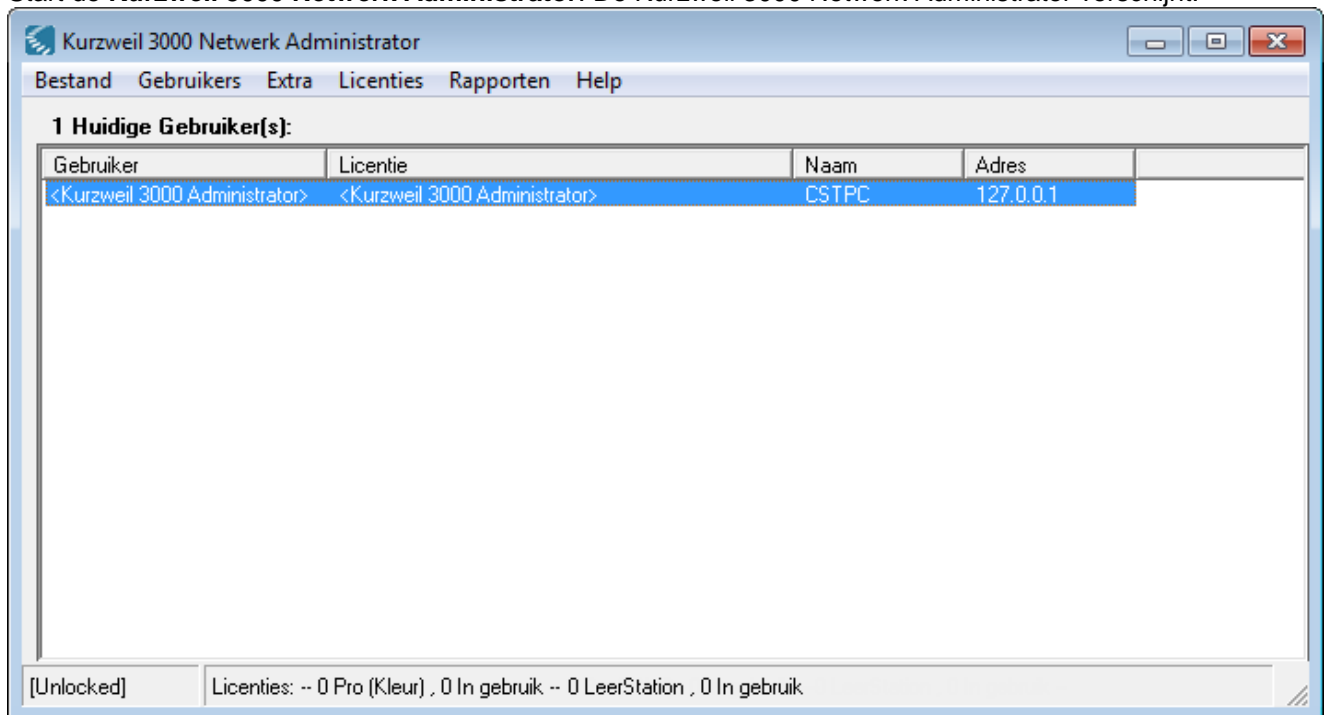 Kurzweil 3000 Netwerk Administrator
Bestand Gebruikers Extra Licenties Rapporten Help
1 Huidige Gebruiker(s):
Gebruiker Licentie Naam Adres
<Kurzweil 3000 Administrator> <Kurzweil 3000 Administrator> CSTPC 127.0.0.1
[Unlocked] Licenties: -- 0 Pro (Kleur) , 0 In gebruik -- 0 LeerStation , 0 In gebruik